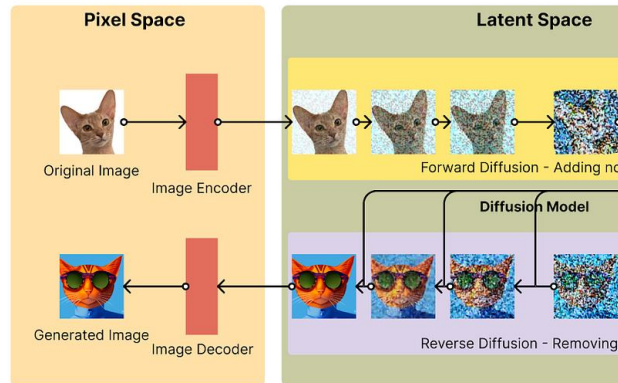 Pixel Space
Latent Space
Original Image
Image Encoder
Forward Diffusion - Adding
Diffusion Model
Generated Image
Image Decoder
Reverse Diffusion - Removing